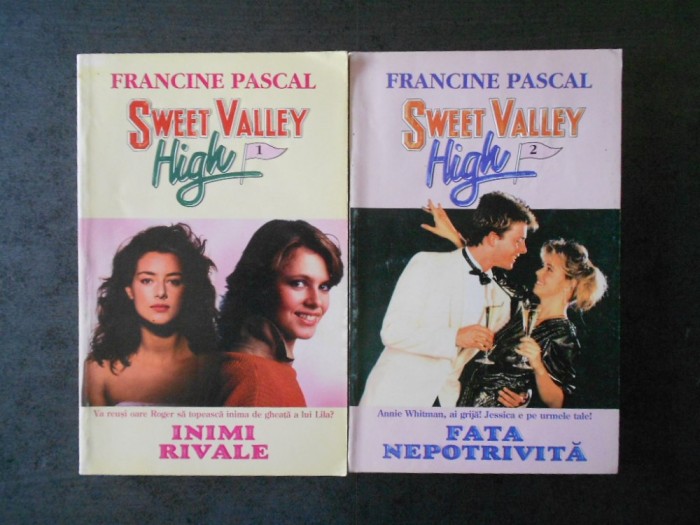 FRANCINE PASCAL
SWEET VALLEY
High 1
Va reuși oare Roger să topească inima de gheață a lui Lila?
INIMI
RIVALE
FRANCINE PASCAL
SWEET VALLEY
High 2
Annie Whitman, ai grijă! Jessica e pe urmele tale!
FATA
NEPOTRIVITĂ